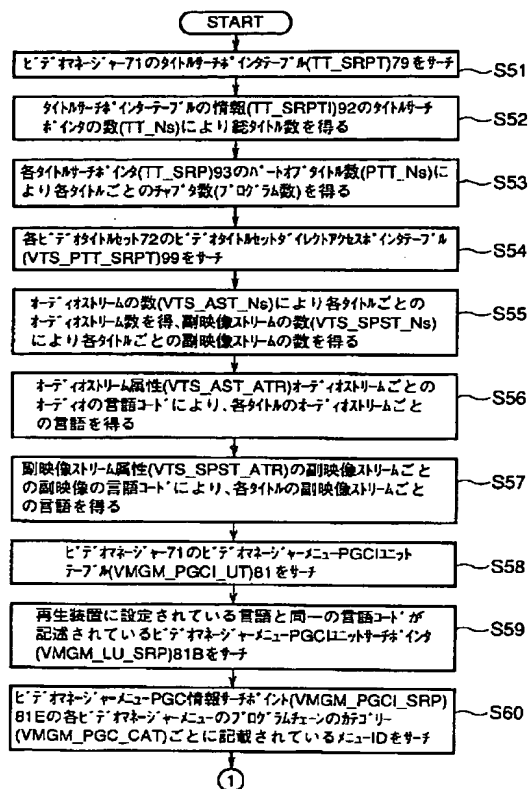 START
ビデオマネージャー71のタイトルサーチポインタテーブル(TT_SRPT)79をサーチ
S51
タイトルサーチポインターテーブルの情報(TT_SRPTI)92のタイトルサーチ
ポインタの数(TT_Ns)により総タイトル数を得る
S52
各タイトルサーチポインタ(TT_SRP)93のパートオブタイトル数(PTT_Ns)に
より各タイトルごとのチャプタ数(プログラム数)を得る
S53
各ビデオタイトルセット72のビデオタイトルセットダイレクトアクセスポインタテーブル
(VTS_PTT_SRPT)99をサーチ
S54
オーディオストリームの数(VTS_AST_Ns)により各タイトルごとの
オーディオストリーム数を得、副映像ストリームの数(VTS_SPST_Ns)
により各タイトルごとの副映像ストリームの数を得る
S55
オーディオストリーム属性(VTS_AST_ATR)オーディオストリームごとの
オーディオの言語コードにより、各タイトルのオーディオストリームごと
の言語を得る
S56
副映像ストリーム属性(VTS_SPST_ATR)の副映像ストリームごと
の副映像の言語コードにより、各タイトルの副映像ストリームごと
の言語を得る
S57
ビデオマネージャー71のビデオマネージャーメニューPGCIユニット
テーブル(VMGM_PGCI_UT)81をサーチ
S58
再生装置に設定されている言語と同一の言語コードが
記述されているビデオマネージャーメニューPGCIユニットサーチポインタ
(VMGM_LU_SRP)81Bをサーチ
S59
ビデオマネージャーメニューPGC情報サーチポイント(VMGM_PGCI_SRP)
81Eの各ビデオマネージャーメニューのプログラムチェーンのカテゴリー
(VMGM_PGC_CAT)ごとに記載されているメニューIDをサーチ
S60
1